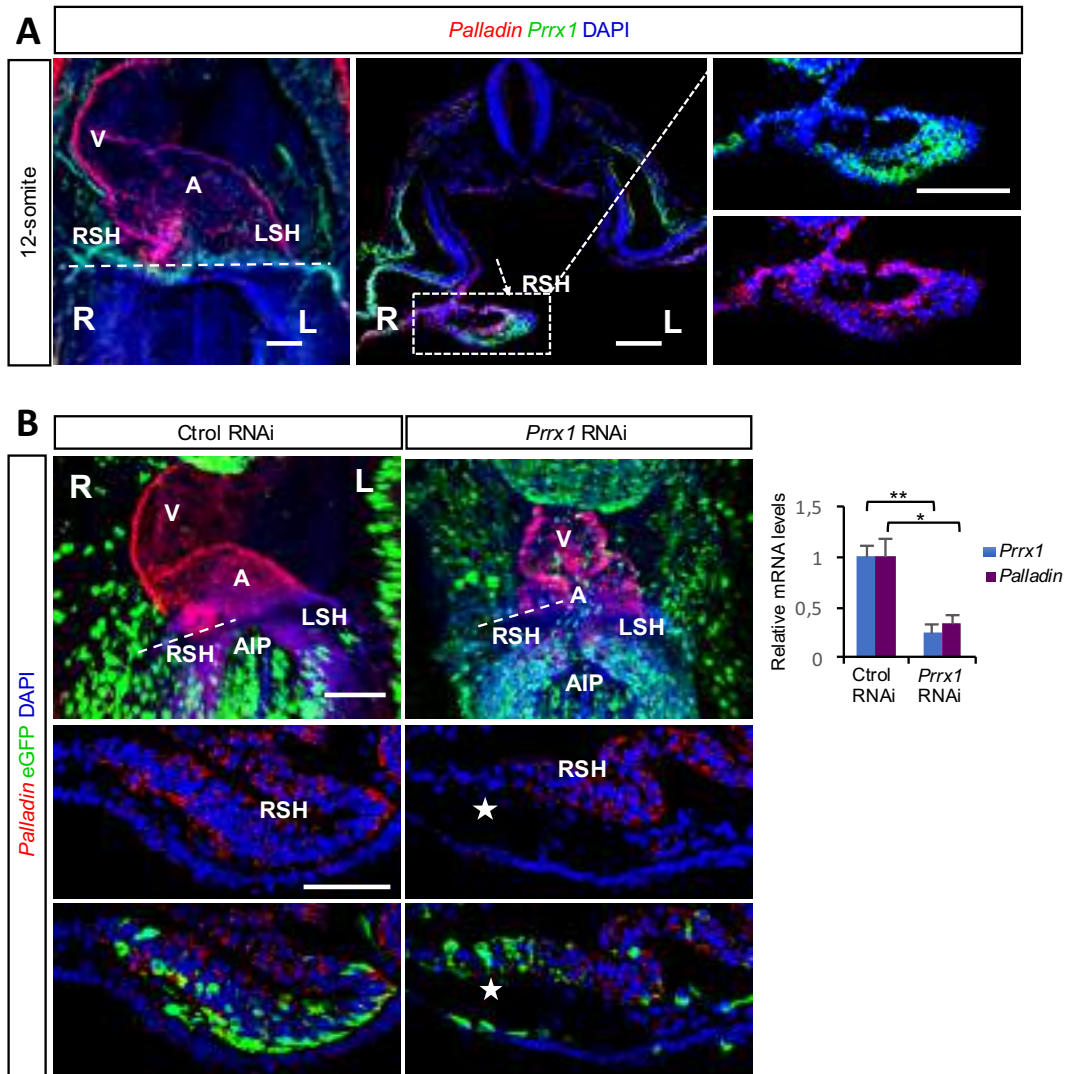 A
Palladin Prrx1 DAPI
12-somite
V
A
RSH
LSH
R
L
RSH
R
L
B
Ctrol RNAi
Prrx1 RNAi
Palladin eGFP DAPI
R
L
V
A
LSH
RSH
AIP
V
A
RSH
LSH
AIP
RSH
RSH
Relative mRNA levels
1,5
1
0,5
0
**
*
Prrx1
Palladin
Ctrol
RNAi
Prrx1
RNAi